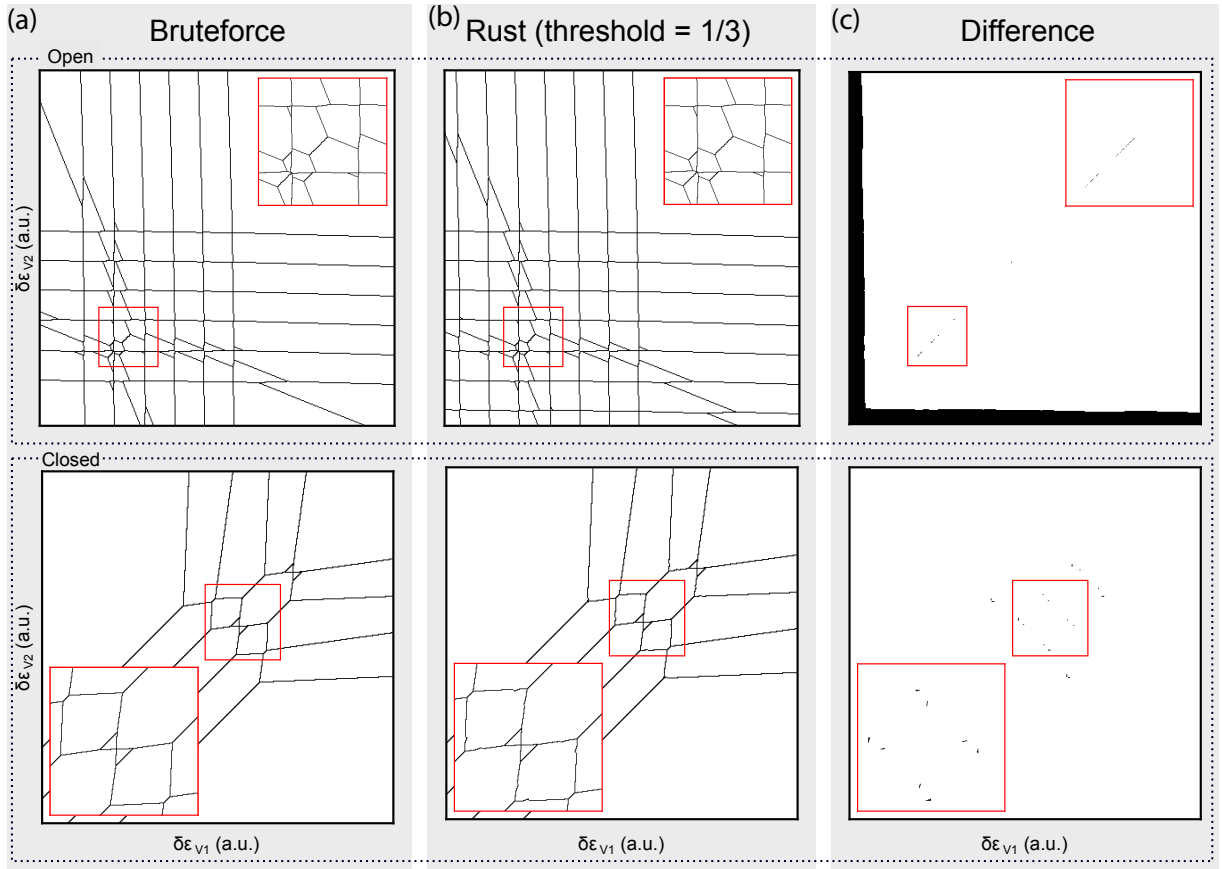 (a)
Bruteforce
(b)
Rust (threshold = 1/3)
(c)
Difference
Open
δε V2 (a.u.)
Closed
δε V2 (a.u.)
δε V1 (a.u.)
δε V1 (a.u.)
δε V1 (a.u.)